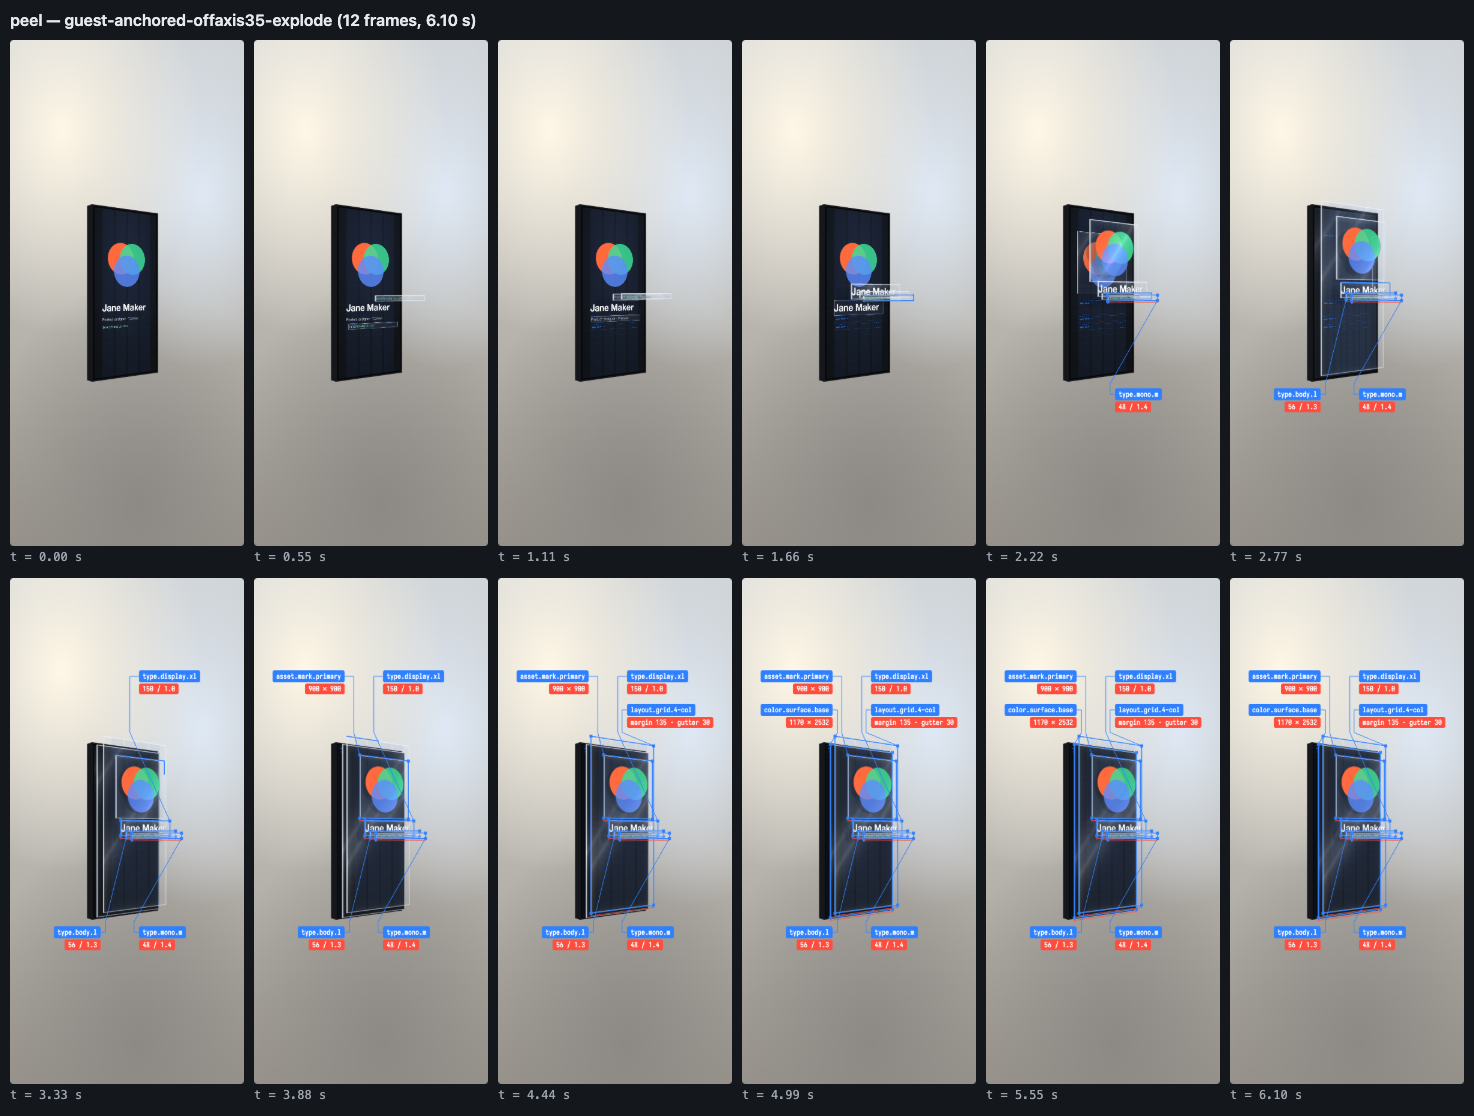 peel — guest-anchored-offaxis35-explode (12 frames, 6.10 s)
Jane Maker
Jane Maker
Jane Maker
Jane Maker
Jane Maker
Jane Maker
Jane Maker
type.mono.m
48 / 1.4
type.body.l
56 / 1.3
type.mono.m
48 / 1.4
t = 0.00 s
t = 0.55 s
t = 1.11 s
t = 1.66 s
t = 2.22 s
t = 2.77 s
type.display.xl
150 / 1.0
Jane Maker
type.body.l
56 / 1.3
type.mono.m
48 / 1.4
asset.mark.primary
900 × 900
type.display.xl
150 / 1.0
Jane Maker
type.body.l
56 / 1.3
type.mono.m
48 / 1.4
asset.mark.primary
900 × 900
type.display.xl
150 / 1.0
layout.grid.4-col
margin 135 · gutter 30
Jane Maker
type.body.l
56 / 1.3
type.mono.m
48 / 1.4
asset.mark.primary
900 × 900
type.display.xl
150 / 1.0
color.surface.base
1170 × 2532
layout.grid.4-col
margin 135 · gutter 30
Jane Maker
type.body.l
56 / 1.3
type.mono.m
48 / 1.4
asset.mark.primary
900 × 900
type.display.xl
150 / 1.0
color.surface.base
1170 × 2532
layout.grid.4-col
margin 135 · gutter 30
Jane Maker
type.body.l
56 / 1.3
type.mono.m
48 / 1.4
asset.mark.primary
900 × 900
type.display.xl
150 / 1.0
color.surface.base
1170 × 2532
layout.grid.4-col
margin 135 · gutter 30
Jane Maker
type.body.l
56 / 1.3
type.mono.m
48 / 1.4
t = 3.33 s
t = 3.88 s
t = 4.44 s
t = 4.99 s
t = 5.55 s
t = 6.10 s